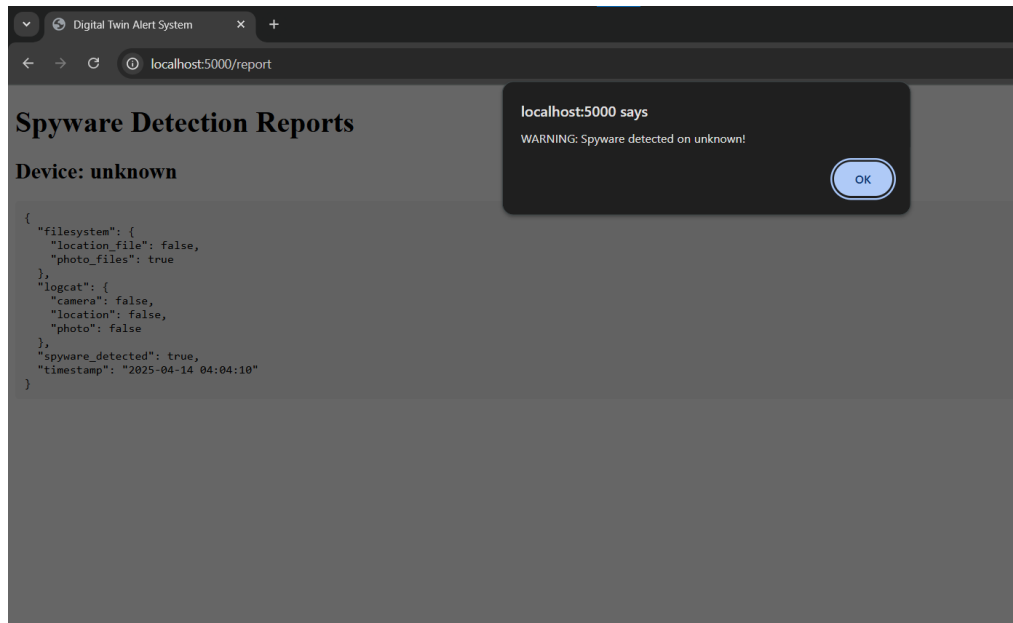 Digital Twin Alert System
localhost:5000/report
localhost:5000 says
WARNING: Spyware detected on unknown!
OK
Spyware Detection Reports
Device: unknown
{
  "filesystem": {
    "location_file": false,
    "photo_files": true
  },
  "logcat": {
    "camera": false,
    "location": false,
    "photo": false
  },
  "spyware_detected": true,
  "timestamp": "2025-04-14 04:04:10"
}